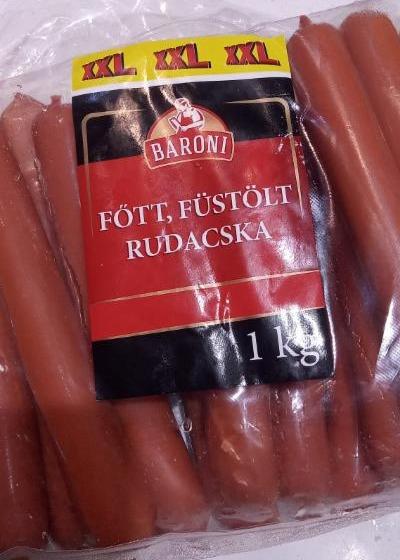 XXL XXL XXL
BARONI
FŐTT, FÜSTÖLT
RUDACSKA
1 kg